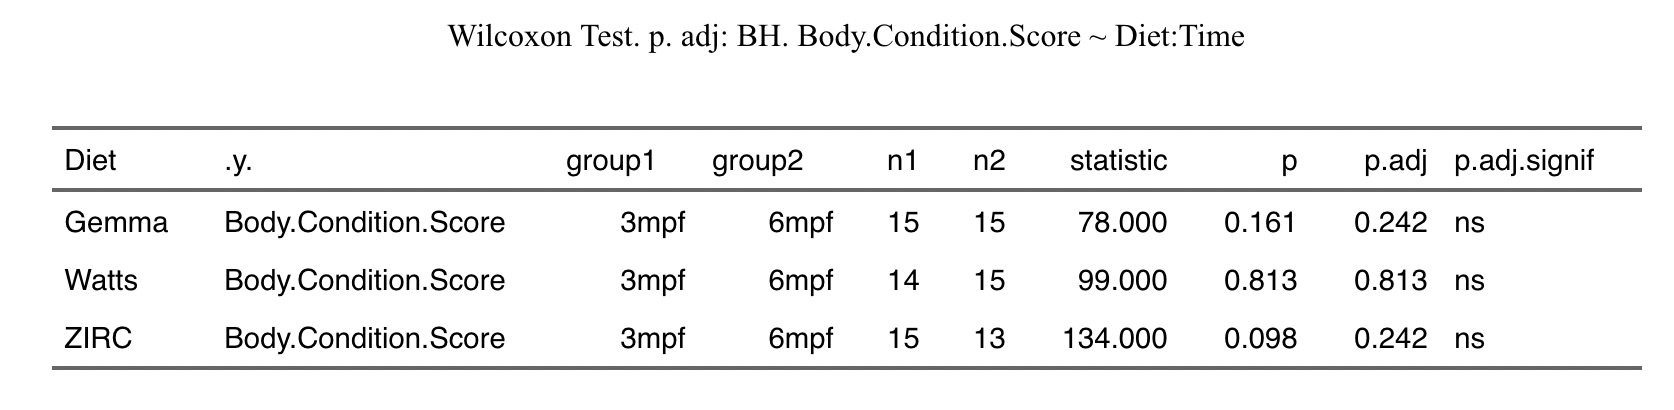 Wilcoxon Test. p. adj: BH. Body.Condition.Score ~ Diet:Time
Diet .y. group1 group2 n1 n2 statistic p p.adj p.adj.signif
Gemma Body.Condition.Score 3mpf 6mpf 15 15 78.000 0.161 0.242 ns
Watts Body.Condition.Score 3mpf 6mpf 14 15 99.000 0.813 0.813 ns
ZIRC Body.Condition.Score 3mpf 6mpf 15 13 134.000 0.098 0.242 ns